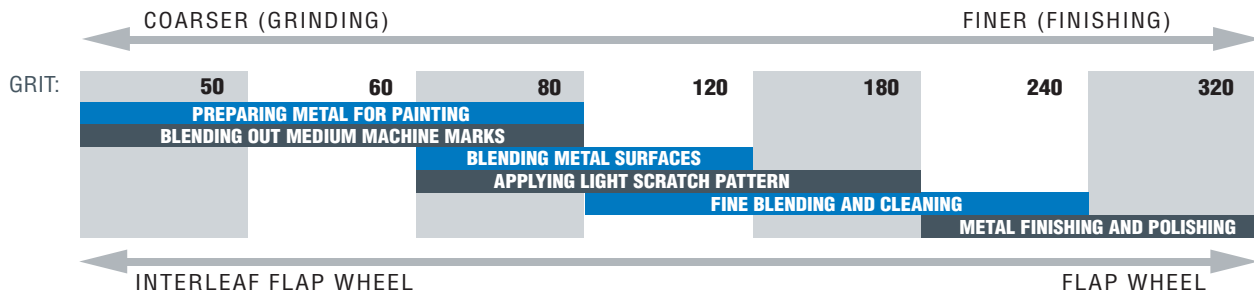 COARSER (GRINDING) FINER (FINISHING)
GRIT: 50 60 80 120 180 240 320
PREPARING METAL FOR PAINTING
BLENDING OUT MEDIUM MACHINE MARKS
BLENDING METAL SURFACES
APPLYING LIGHT SCRATCH PATTERN
FINE BLENDING AND CLEANING
METAL FINISHING AND POLISHING
INTERLEAF FLAP WHEEL FLAP WHEEL